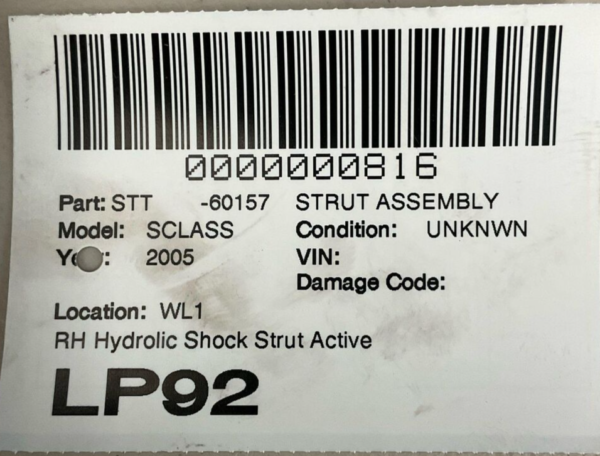 0000000816
Part: STT -60157 STRUT ASSEMBLY
Model: SCLASS Condition: UNKNWN
2005 VIN:
Damage Code:
Location: WL1
RH Hydrolic Shock Strut Active
LP92